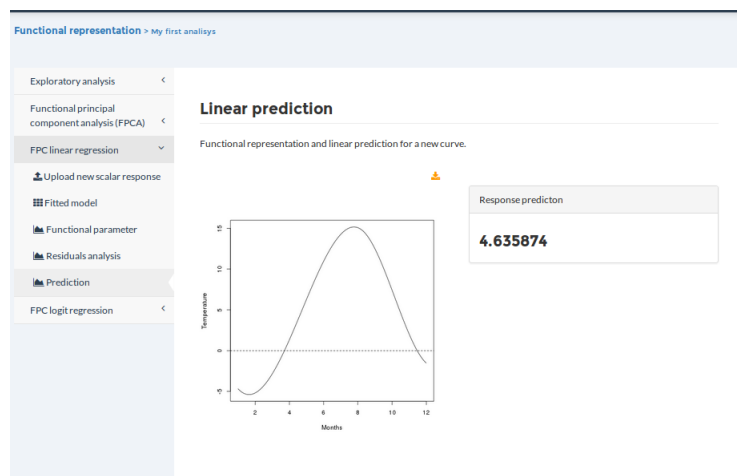 Functional representation > My first analisys
Exploratory analysis
Functional principal
component analysis (FPCA)
FPC linear regression
Upload new scalar response
Fitted model
Functional parameter
Residuals analysis
Prediction
FPC logit regression
Linear prediction
Functional representation and linear prediction for a new curve.
Response predicton
4.635874
15
10
5
0
-5
Temperature
2 4 6 8 10 12
Months